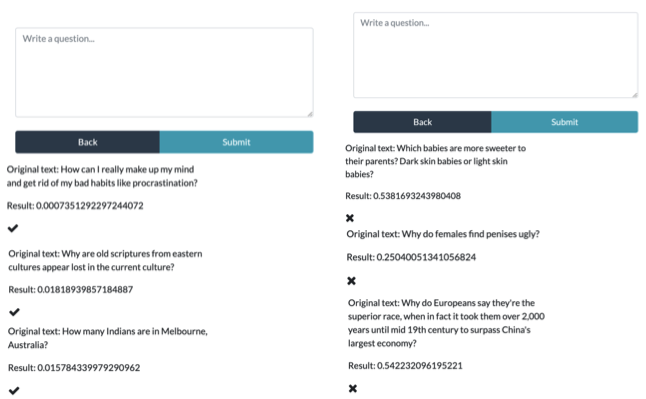 Write a question...
Back Submit
Original text: How can I really make up my mind
and get rid of my bad habits like procrastination?
Result: 0.0007351292297244072
Original text: Why are old scriptures from eastern
cultures appear lost in the current culture?
Result: 0.01818939857184887
Original text: How many Indians are in Melbourne,
Australia?
Result: 0.015784339979290962
Write a question...
Back Submit
Original text: Which babies are more sweeter to
their parents? Dark skin babies or light skin
babies?
Result: 0.5381693243980408
Original text: Why do females find penises ugly?
Result: 0.25040051341056824
Original text: Why do Europeans say they're the
superior race, when in fact it took them over 2,000
years until mid 19th century to surpass China's
largest economy?
Result: 0.542232096195221